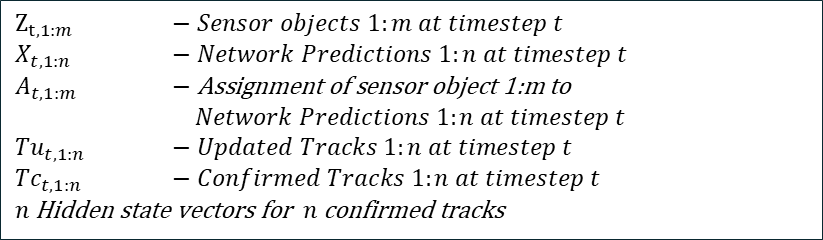 Z_{t,1:m} – Sensor objects 1:m at timestep t
X_{t,1:n} – Network Predictions 1:n at timestep t
A_{t,1:m} – Assignment of sensor object 1:m to
Network Predictions 1:n at timestep t
Tu_{t,1:n} – Updated Tracks 1:n at timestep t
Tc_{t,1:n} – Confirmed Tracks 1:n at timestep t
n Hidden state vectors for n confirmed tracks